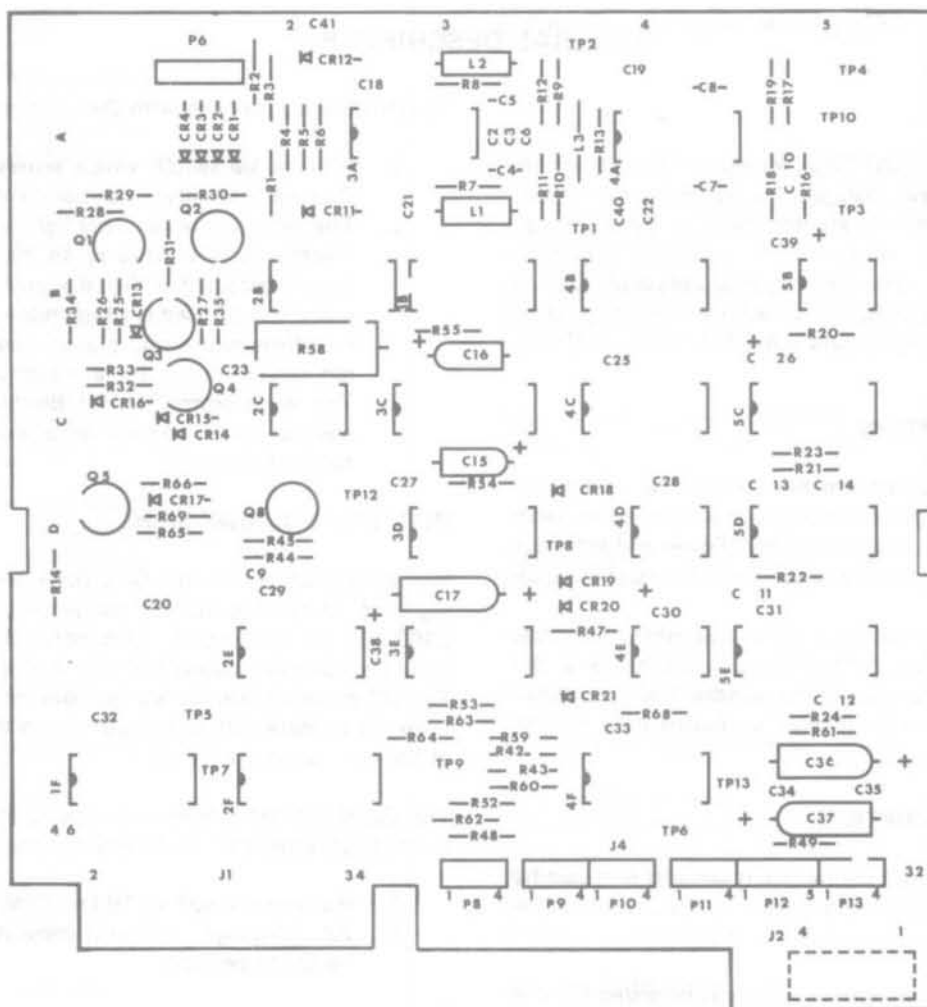 2 C41 3 4 5
P6 TP2
CR12 L2 TP4
R2 R3 C18 R8 R12 R9 C19 C8 R19 R17
C5
CR4 CR3 CR2 CR1 R4 R5 R6 C2 C3 C6 L3 R13 TP10
A 3A 4A
C4 R18 C 10 R16
R29 R30 R1 R7 R11 R10 C7
R28 Q2 CR11 C21 L1 TP1 C40 C22 TP3
Q1 R31 C39 +
B R34 R26 R25 CR13 R27 R35 2B 3B 4B 5B
R58 + R55 R20
Q3 C16 + C 26
R33 C23 C25
R32 Q4
CR16 2C 3C 4C 5C
C CR15
CR14
C15 + R23
R21
Q5 R66 TP12 C27 R54 CR18 C28 C 13 C 14
CR17
D R69 Q8 3D 4D 5D
R65 R45 TP8
R44
R14 C9 CR19 R22
C29 C17 + + C 11
C20 + CR20 C30 C31
C38 R47
2E 3E 4E 5E
CR21
R53 C 12
C32 TP5 R63 R68 R24
R64 R59 C33 R61
TP7 TP9 R42 C36 +
R43 TP13
1F 2F R60 4F C34 C35
R52
R62 + C37
46 R48 TP6 R49
J4
2 J1 34 32
1 4 1 4 1 4 1 4 1 5 1 4
P8 P9 P10 P11 P12 P13
J2 4 1